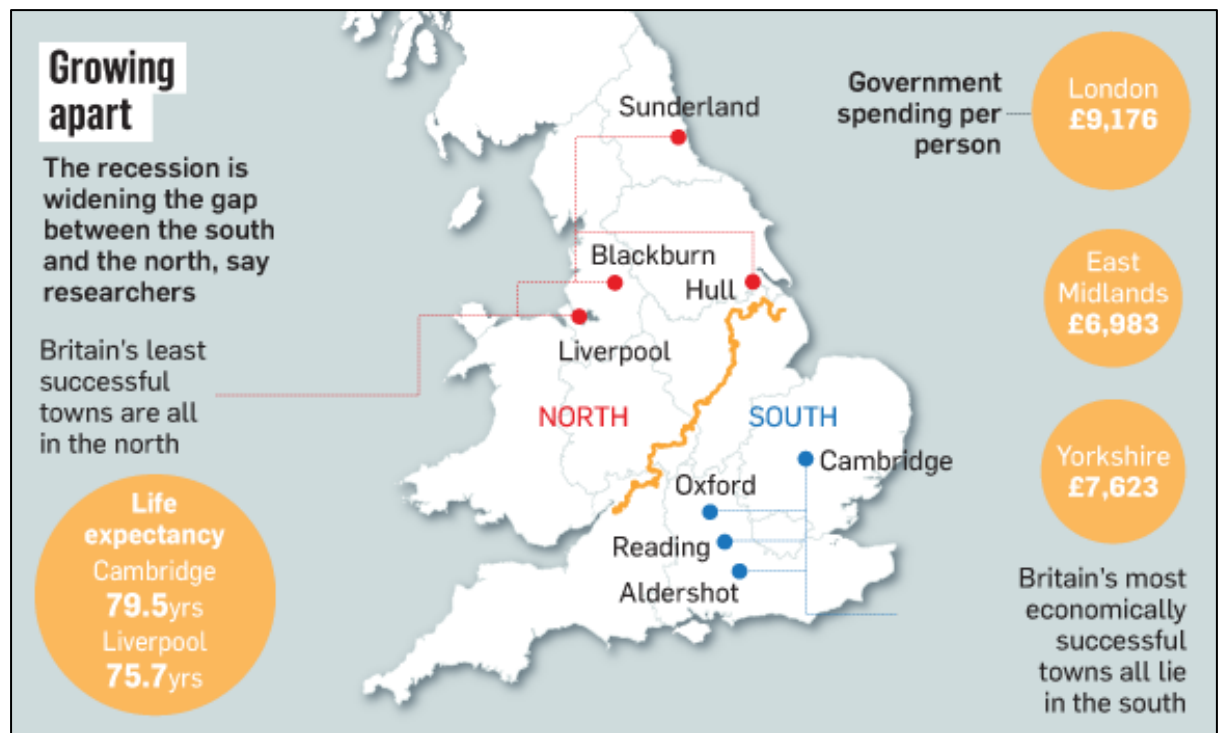 Growing
apart
The recession is
widening the gap
between the south
and the north, say
researchers
Britain's least
successful
towns are all
in the north
Life
expectancy
Cambridge
79.5yrs
Liverpool
75.7yrs
Sunderland
Blackburn
Hull
Liverpool
NORTH
SOUTH
Cambridge
Oxford
Reading
Aldershot
Government
spending per
person
London
£9,176
East
Midlands
£6,983
Yorkshire
£7,623
Britain's most
economically
successful
towns all lie
in the south